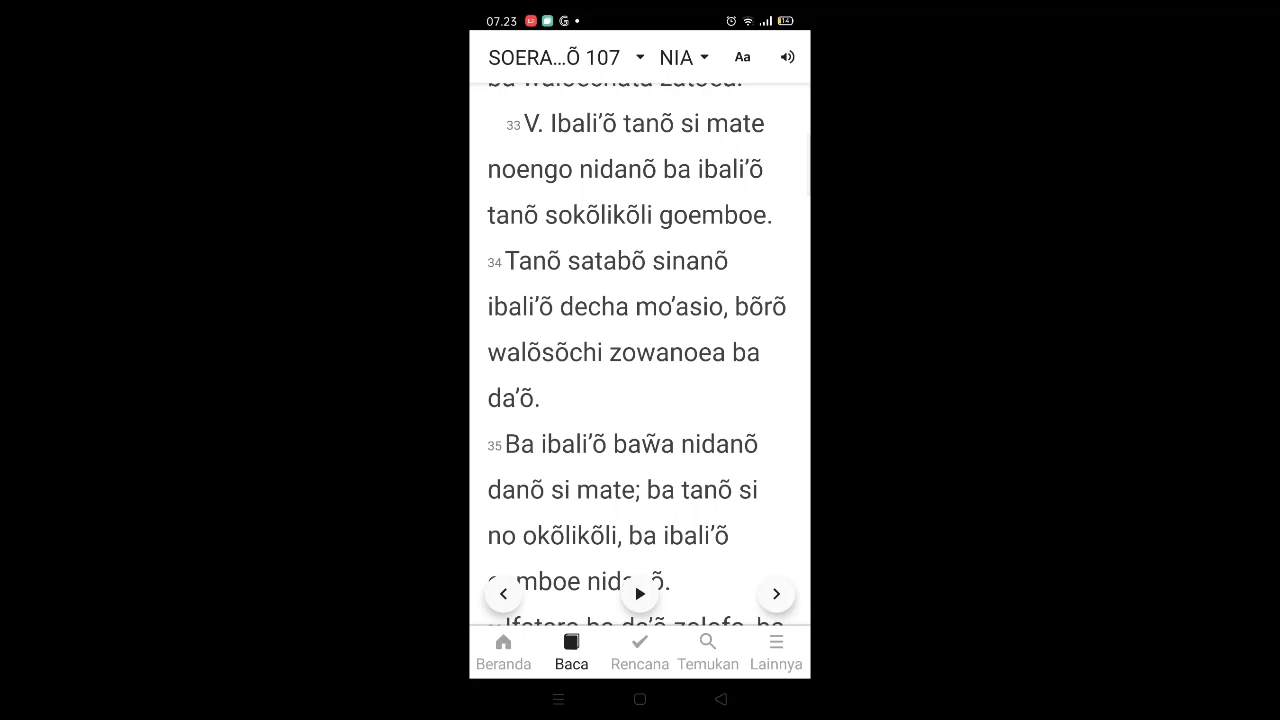 07.23
SOERA...Õ 107 NIA Aa
33 V. Ibali’õ tanõ si mate
noengo nidanõ ba ibali’õ
tanõ sokõlikõli goemboe.
34 Tanõ satabõ sinanõ
ibali’õ decha mo’asio, bõrõ
walõsõchi zowanoea ba
da’õ.
35 Ba ibali’õ baw̃a nidanõ
danõ si mate; ba tanõ si
no okõlikõli, ba ibali’õ
Beranda Baca Rencana Temukan Lainnya